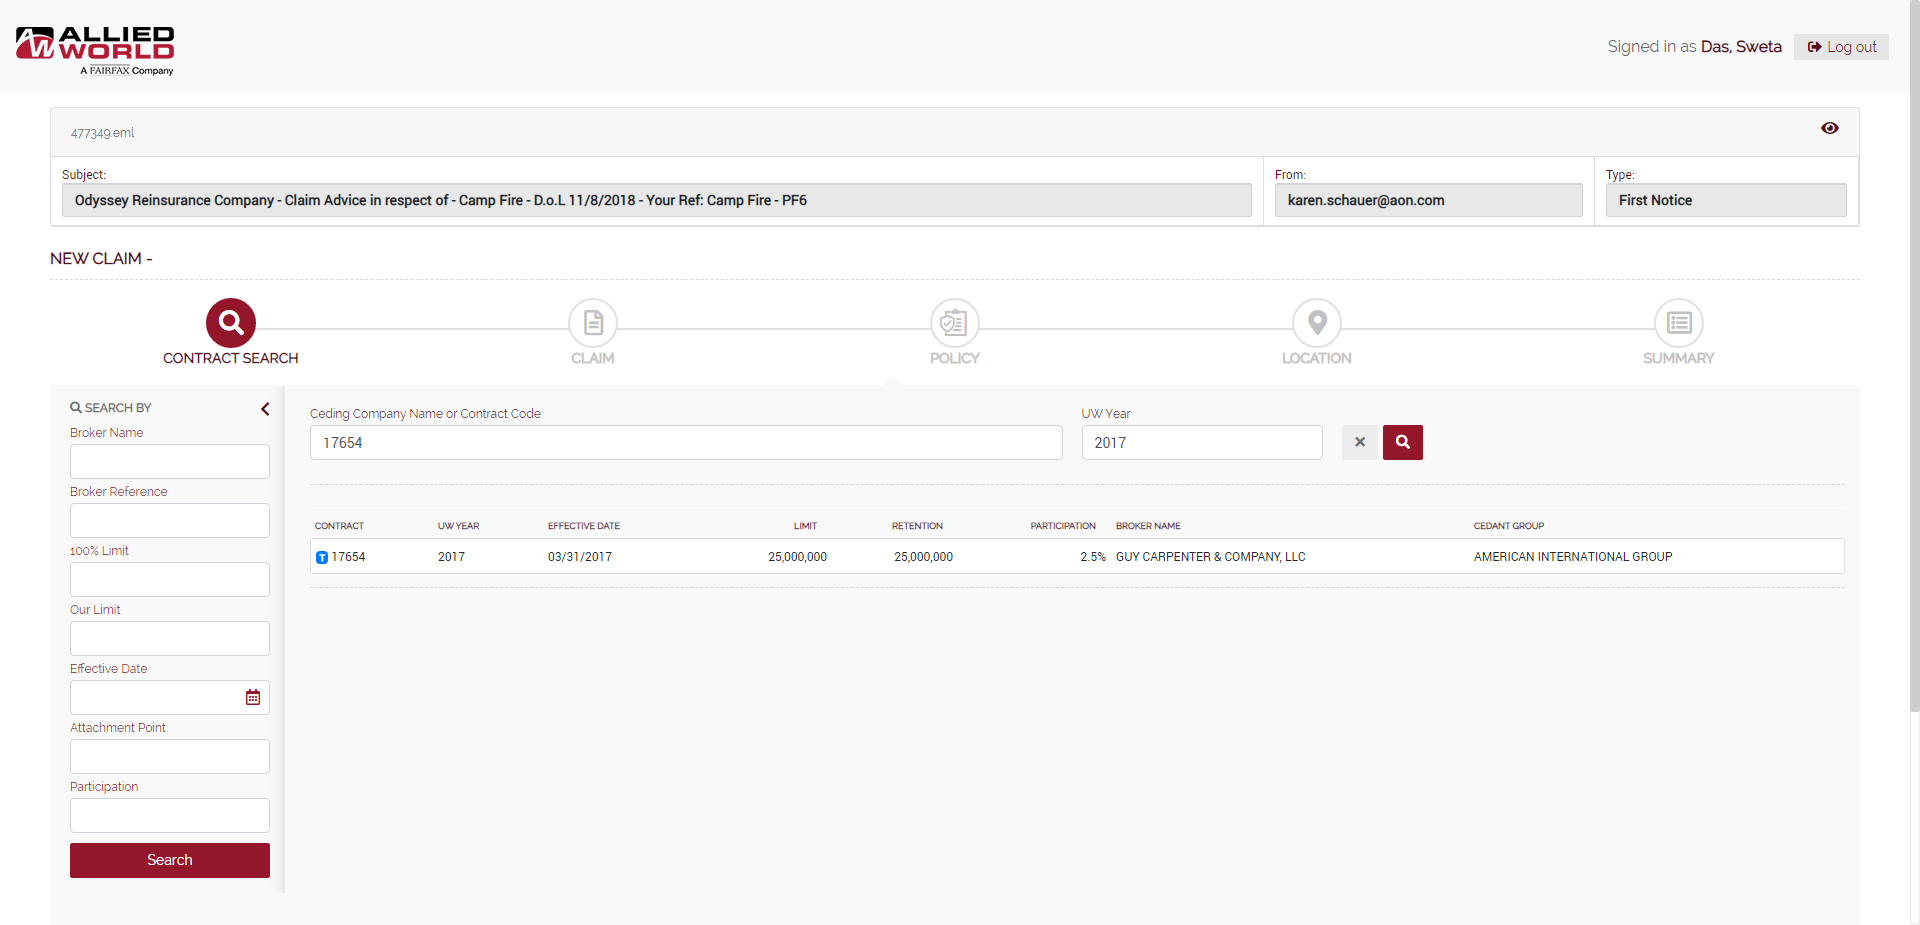 ALLIED
WORLD
A FAIRFAX Company
Signed in as Das, Sweta
Log out
477349.eml
Subject:
Odyssey Reinsurance Company - Claim Advice in respect of - Camp Fire - D.o.L 11/8/2018 - Your Ref: Camp Fire - PF6
From:
karen.schauer@aon.com
Type:
First Notice
NEW CLAIM -
CONTRACT SEARCH
CLAIM
POLICY
LOCATION
SUMMARY
SEARCH BY
Broker Name
Broker Reference
100% Limit
Our Limit
Effective Date
Attachment Point
Participation
Search
Ceding Company Name or Contract Code
17654
UW Year
2017
CONTRACT UW YEAR EFFECTIVE DATE LIMIT RETENTION PARTICIPATION BROKER NAME CEDANT GROUP
T 17654 2017 03/31/2017 25,000,000 25,000,000 2.5% GUY CARPENTER & COMPANY, LLC AMERICAN INTERNATIONAL GROUP